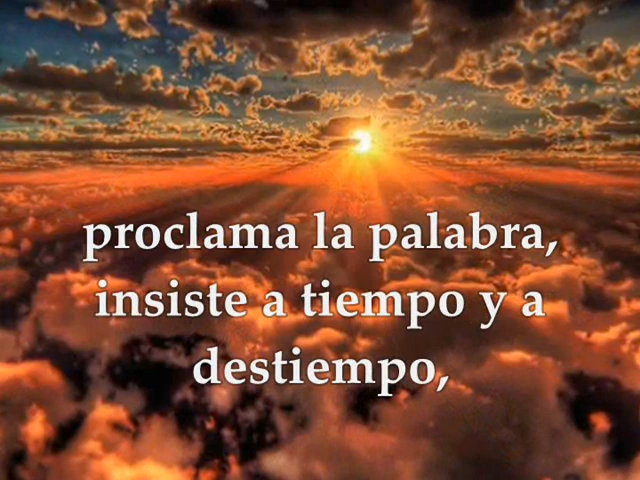 proclama la palabra,
insiste a tiempo y a
destiempo,